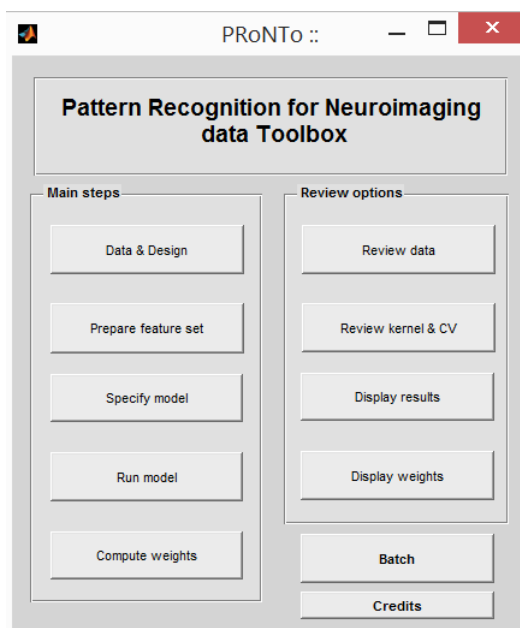 PRoNTo ::
Pattern Recognition for Neuroimaging
data Toolbox
Main steps
Data & Design
Prepare feature set
Specify model
Run model
Compute weights
Review options
Review data
Review kernel & CV
Display results
Display weights
Batch
Credits